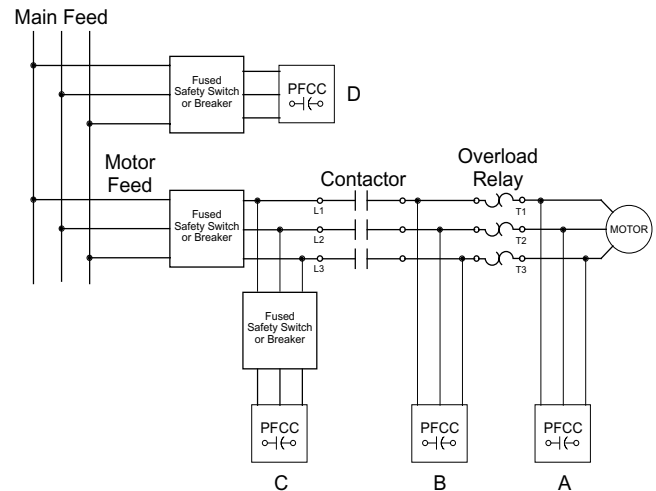 Main Feed
Fused
Safety Switch
or Breaker
PFCC
D
Motor
Feed
Fused
Safety Switch
or Breaker
Contactor
Overload
Relay
L1
L2
L3
T1
T2
T3
MOTOR
Fused
Safety Switch
or Breaker
PFCC
PFCC
PFCC
C
B
A